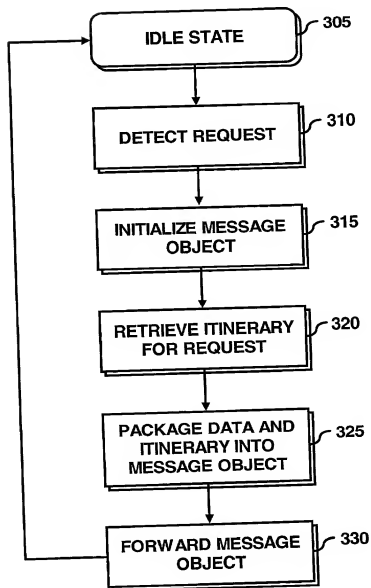 IDLE STATE
305
DETECT REQUEST
310
INITIALIZE MESSAGE
OBJECT
315
RETRIEVE ITINERARY
FOR REQUEST
320
PACKAGE DATA AND
ITINERARY INTO
MESSAGE OBJECT
325
FORWARD MESSAGE
OBJECT
330